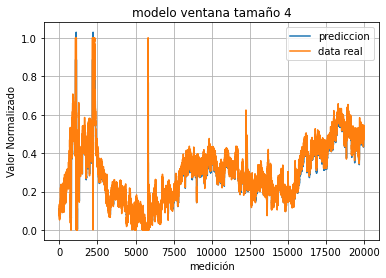 modelo ventana tamaño 4
prediccion
data real
Valor Normalizado
1.0
0.8
0.6
0.4
0.2
0.0
0 2500 5000 7500 10000 12500 15000 17500 20000
medición